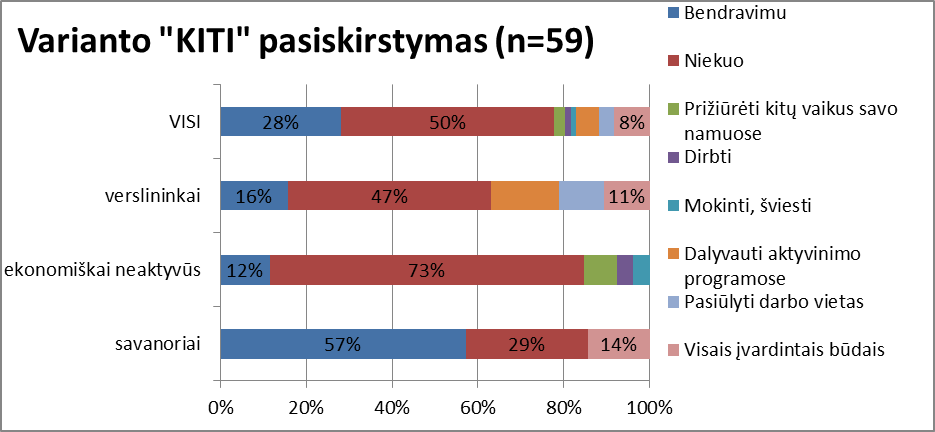 Varianto "KITI" pasiskirstymas (n=59)
VISI
28%
50%
8%
verslininkai
16%
47%
11%
ekonomiškai neaktyvūs
12%
73%
savanoriai
57%
29%
14%
0%
20%
40%
60%
80%
100%
Bendravimu
Niekuo
Prižiūrėti kitų vaikus savo
namuose
Dirbti
Mokinti, šviesti
Dalyvauti aktyvinimo
programose
Pasiūlyti darbo vietas
Visais įvardintais būdais